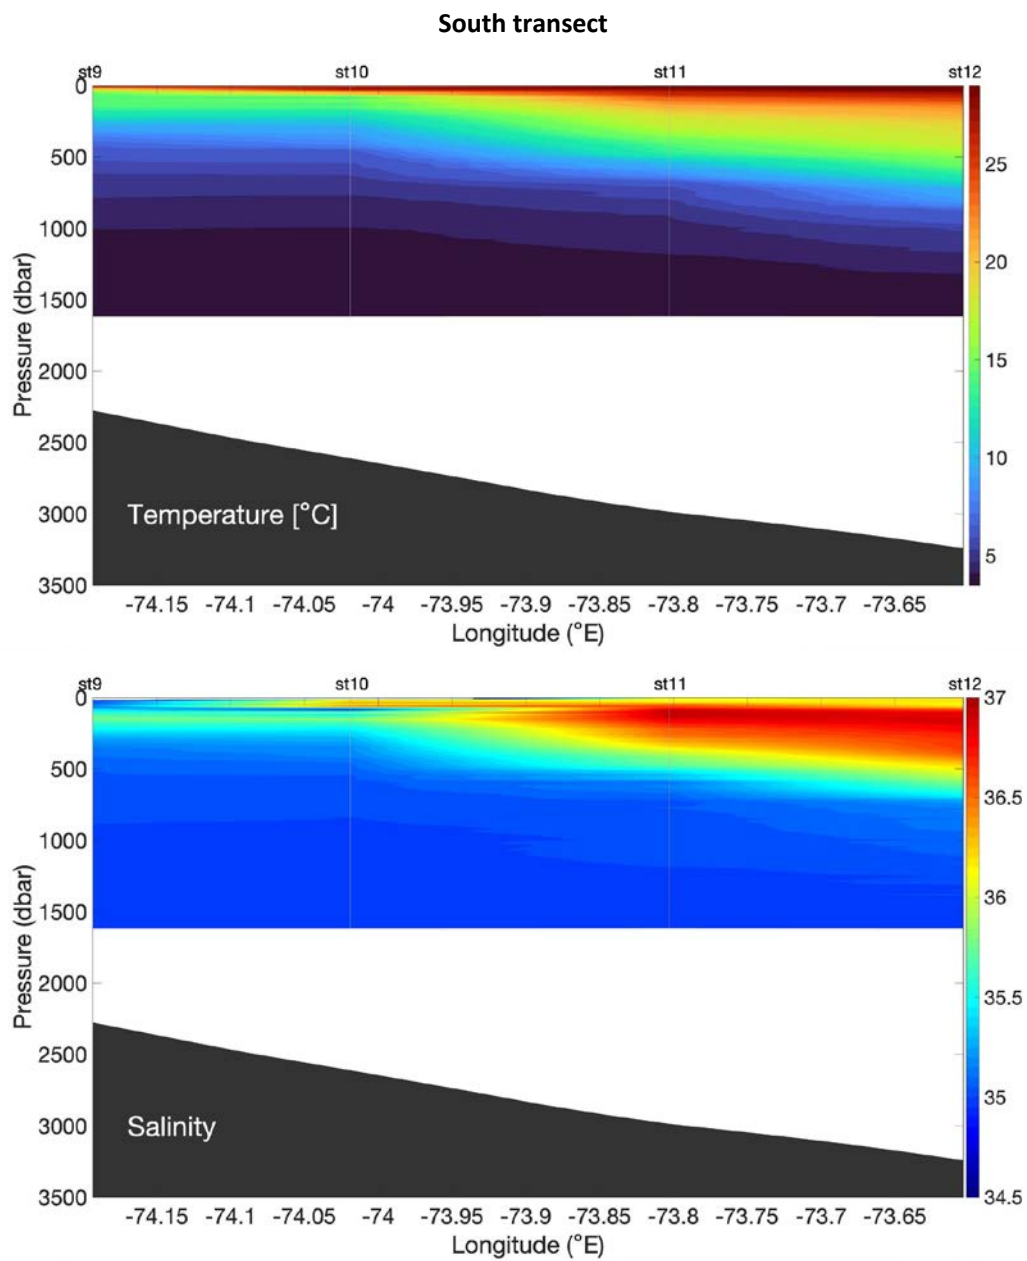 South transect
st9 st10 st11 st12
0
500
1000
1500
2000
2500
3000
3500
Pressure (dbar)
25
20
15
10
5
Temperature [°C]
-74.15 -74.1 -74.05 -74 -73.95 -73.9 -73.85 -73.8 -73.75 -73.7 -73.65
Longitude (°E)
st9 st10 st11 st12
0
500
1000
1500
2000
2500
3000
3500
Pressure (dbar)
37
36.5
36
35.5
35
34.5
Salinity
-74.15 -74.1 -74.05 -74 -73.95 -73.9 -73.85 -73.8 -73.75 -73.7 -73.65
Longitude (°E)